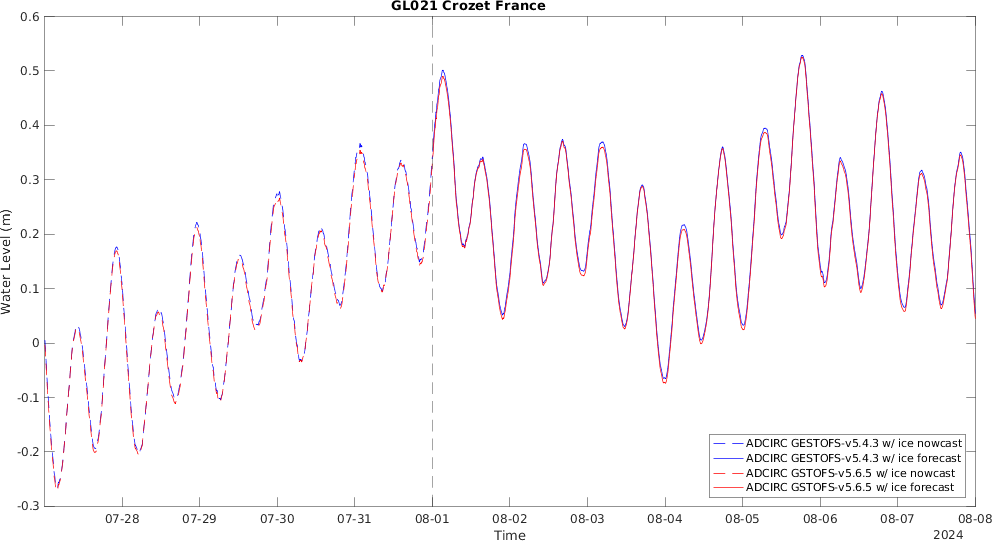 GL021 Crozet France
0.6
0.5
0.4
0.3
0.2
0.1
0
-0.1
-0.2
-0.3
Water Level (m)
ADCIRC GESTOFS-v5.4.3 w/ ice nowcast
ADCIRC GESTOFS-v5.4.3 w/ ice forecast
ADCIRC GSTOFS-v5.6.5 w/ ice nowcast
ADCIRC GSTOFS-v5.6.5 w/ ice forecast
07-28 07-29 07-30 07-31 08-01 08-02 08-03 08-04 08-05 08-06 08-07 08-08
Time
2024